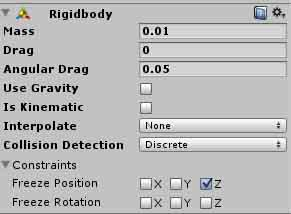 Rigidbody
Mass 0.01
Drag 0
Angular Drag 0.05
Use Gravity
Is Kinematic
Interpolate None
Collision Detection Discrete
Constraints
Freeze Position X Y Z
Freeze Rotation X Y Z